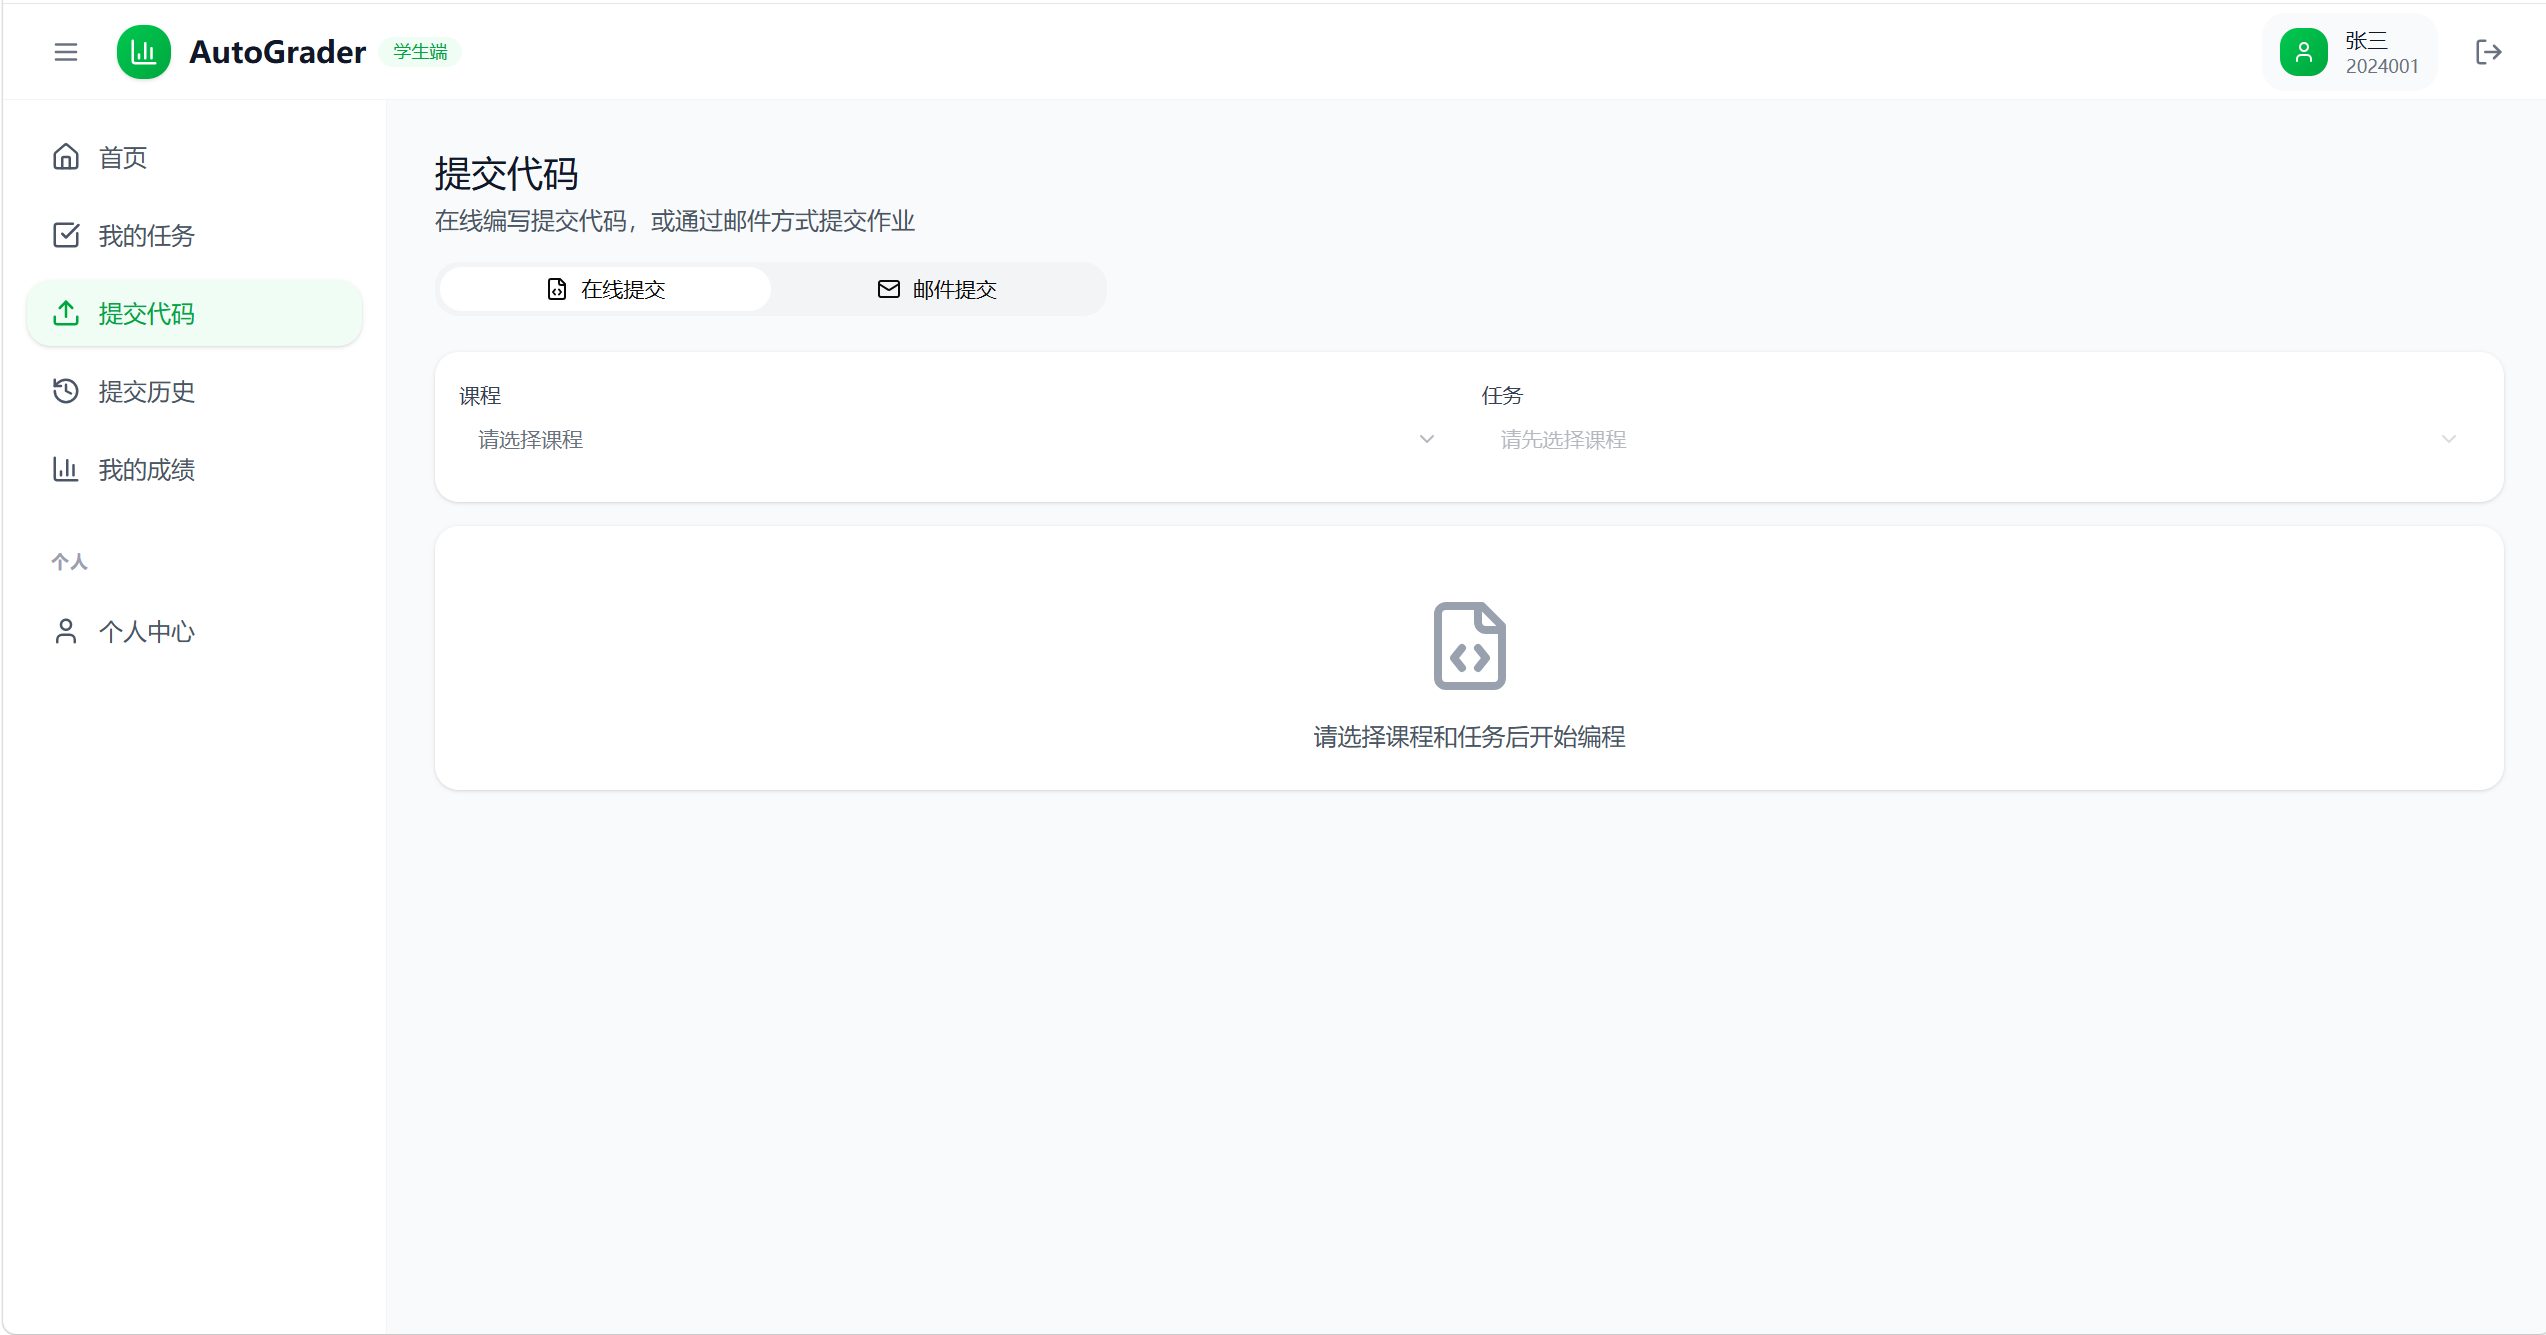 AutoGrader 学生端
张三
2024001
首页
我的任务
提交代码
提交历史
我的成绩
个人
个人中心
提交代码
在线编写提交代码，或通过邮件方式提交作业
在线提交 邮件提交
课程 任务
请选择课程 请先选择课程
请选择课程和任务后开始编程